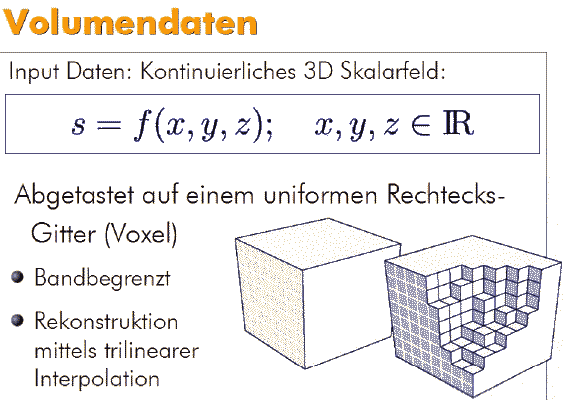 Volumendaten
Input Daten: Kontinuierliches 3D Skalarfeld:
s = f(x, y, z);   x, y, z ∈ ℝ
Abgetastet auf einem uniformen Rechtecks-
Gitter (Voxel)
Bandbegrenzt
Rekonstruktion
mittels trilinearer
Interpolation